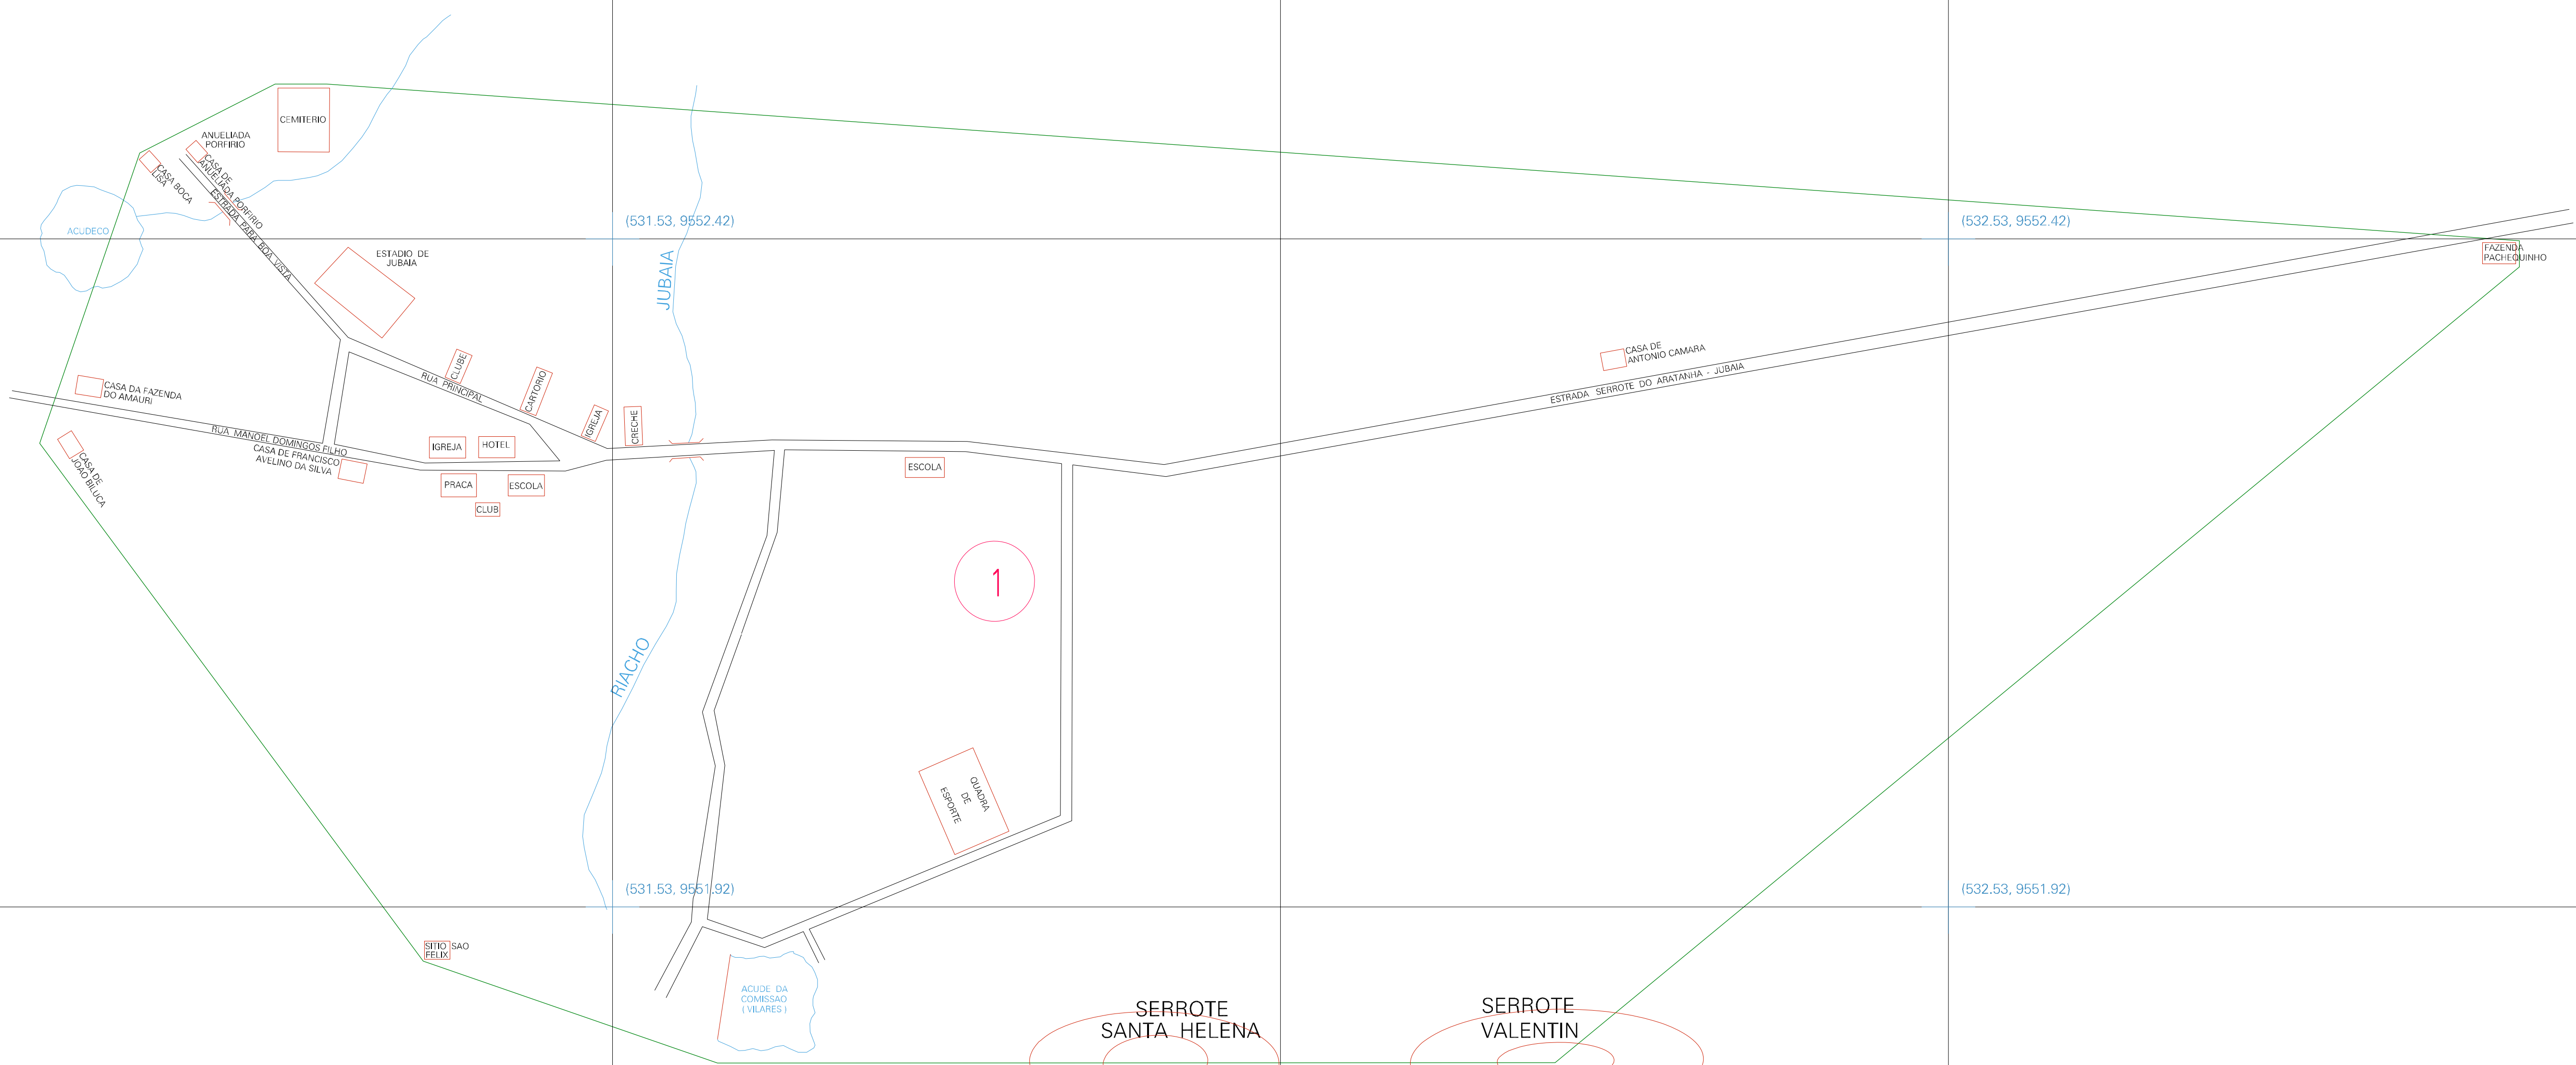 CEMITERIO
ANUELIADA
PORFIRIO
CASA BOCA
LISA
CASA DE
ANUELIADA PORFIRIO
ESTRADA PARA BOA VISTA
ACUDECO
ESTADIO DE
JUBAIA
(531.53, 9552.42)
(532.53, 9552.42)
JUBAIA
FAZENDA
PACHEQUINHO
CASA DE
ANTONIO CAMARA
ESTRADA SERROTE DO ARATANHA - JUBAIA
CLUBE
RUA PRINCIPAL
CARTORIO
IGREJA
CRECHE
CASA DA FAZENDA
DO AMAURI
RUA MANOEL DOMINGOS FILHO
CASA DE FRANCISCO
AVELINO DA SILVA
IGREJA
HOTEL
CASA DE
JOAO BILUCA
PRACA
ESCOLA
CLUB
ESCOLA
1
RIACHO
QUADRA
DE
ESPORTE
(531.53, 9551.92)
(532.53, 9551.92)
SITIO SAO
FELIX
ACUDE DA
COMISSAO
( VILARES )
SERROTE
SANTA HELENA
SERROTE
VALENTIN